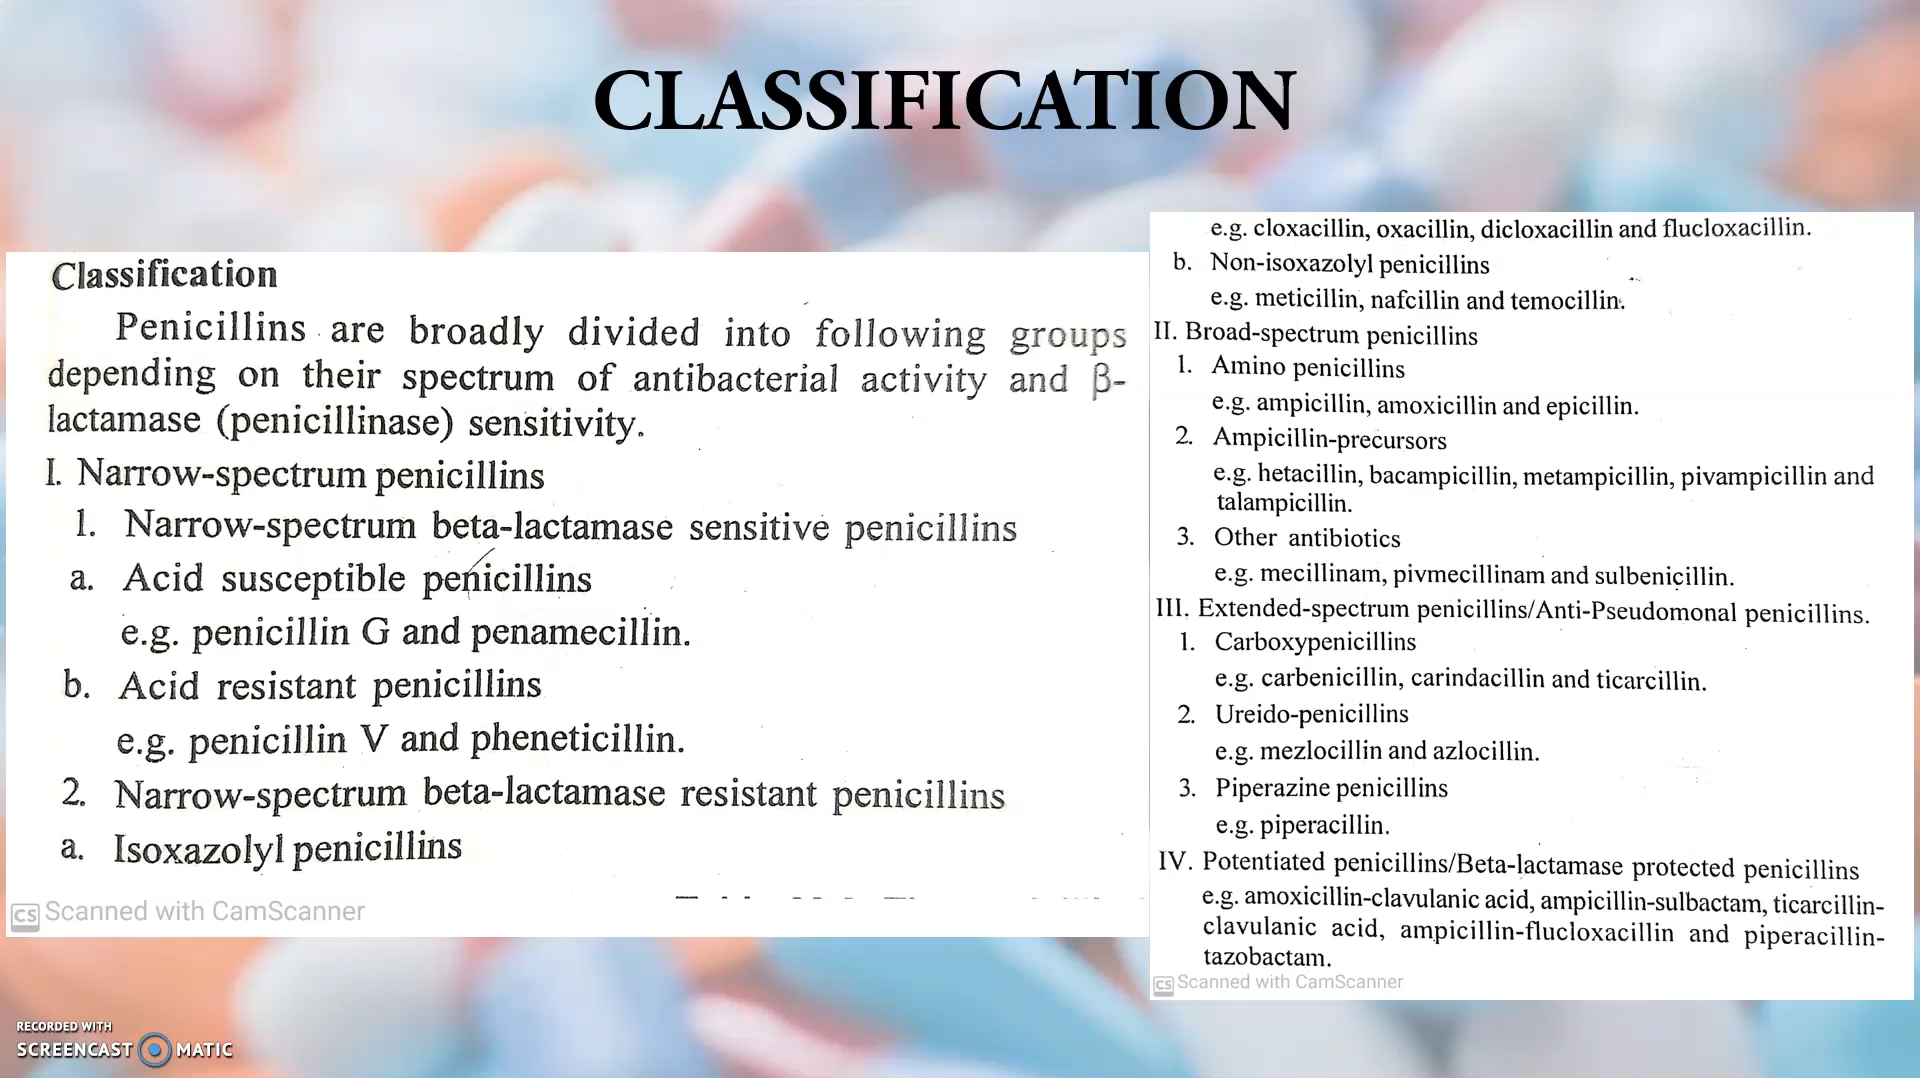 CLASSIFICATION
Classification
Penicillins are broadly divided into following groups
depending on their spectrum of antibacterial activity and β-
lactamase (penicillinase) sensitivity.
I. Narrow-spectrum penicillins
1. Narrow-spectrum beta-lactamase sensitive penicillins
a. Acid susceptible penicillins
e.g. penicillin G and penamecillin.
b. Acid resistant penicillins
e.g. penicillin V and pheneticillin.
2. Narrow-spectrum beta-lactamase resistant penicillins
a. Isoxazolyl penicillins
CS Scanned with CamScanner
e.g. cloxacillin, oxacillin, dicloxacillin and flucloxacillin.
b. Non-isoxazolyl penicillins
e.g. meticillin, nafcillin and temocillin.
II. Broad-spectrum penicillins
1. Amino penicillins
e.g. ampicillin, amoxicillin and epicillin.
2. Ampicillin-precursors
e.g. hetacillin, bacampicillin, metampicillin, pivampicillin and
talampicillin.
3. Other antibiotics
e.g. mecillinam, pivmecillinam and sulbenicillin.
III. Extended-spectrum penicillins/Anti-Pseudomonal penicillins.
1. Carboxypenicillins
e.g. carbenicillin, carindacillin and ticarcillin.
2. Ureido-penicillins
e.g. mezlocillin and azlocillin.
3. Piperazine penicillins
e.g. piperacillin.
IV. Potentiated penicillins/Beta-lactamase protected penicillins
e.g. amoxicillin-clavulanic acid, ampicillin-sulbactam, ticarcillin-
clavulanic acid, ampicillin-flucloxacillin and piperacillin-
tazobactam.
CS Scanned with CamScanner
RECORDED WITH
SCREENCAST MATIC